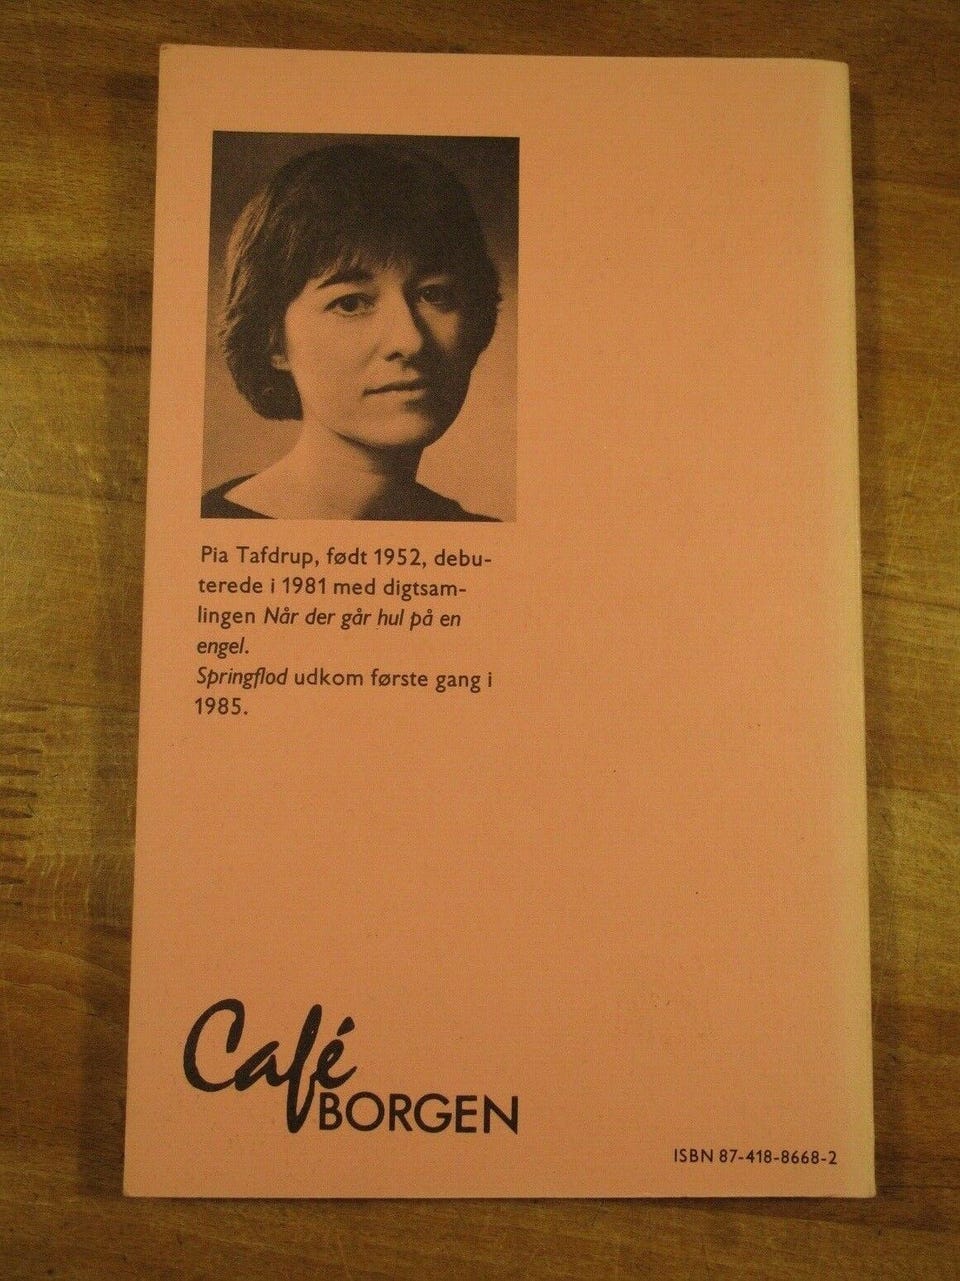 Pia Tafdrup, født 1952, debu-
terede i 1981 med digtsam-
lingen Når der går hul på en
engel.
Springflod udkom første gang i
1985.
Café
BORGEN
ISBN 87-418-8668-2